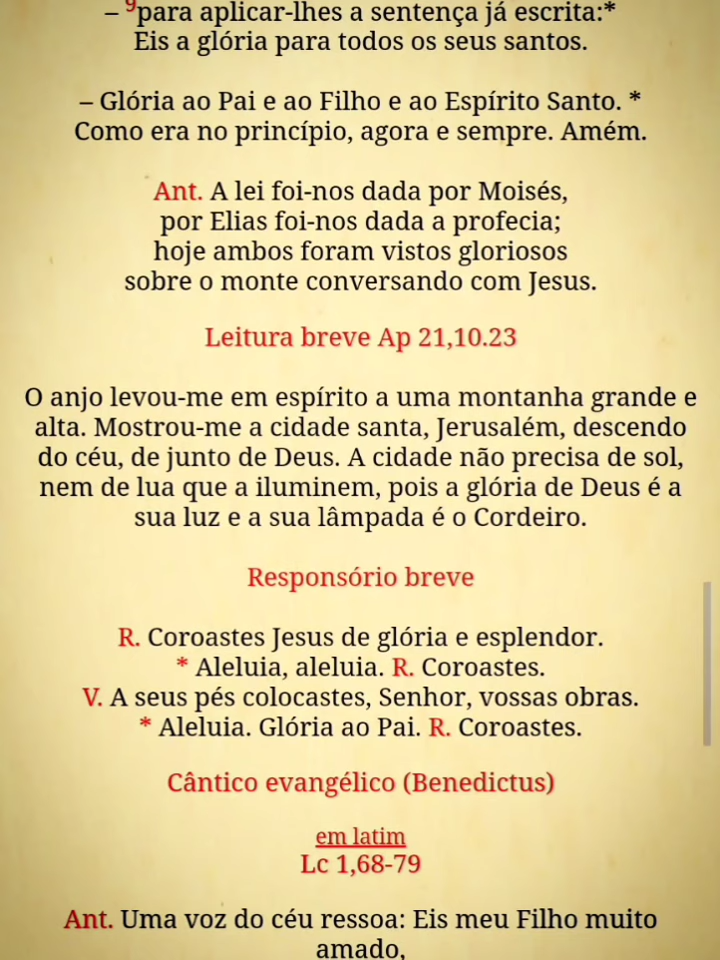 – ⁹para aplicar-lhes a sentença já escrita:*
Eis a glória para todos os seus santos.
– Glória ao Pai e ao Filho e ao Espírito Santo. *
Como era no princípio, agora e sempre. Amém.
Ant. A lei foi-nos dada por Moisés,
por Elias foi-nos dada a profecia;
hoje ambos foram vistos gloriosos
sobre o monte conversando com Jesus.
Leitura breve Ap 21,10.23
O anjo levou-me em espírito a uma montanha grande e
alta. Mostrou-me a cidade santa, Jerusalém, descendo
do céu, de junto de Deus. A cidade não precisa de sol,
nem de lua que a iluminem, pois a glória de Deus é a
sua luz e a sua lâmpada é o Cordeiro.
Responsório breve
R. Coroastes Jesus de glória e esplendor.
* Aleluia, aleluia. R. Coroastes.
V. A seus pés colocastes, Senhor, vossas obras.
* Aleluia. Glória ao Pai. R. Coroastes.
Cântico evangélico (Benedictus)
em latim
Lc 1,68-79
Ant. Uma voz do céu ressoa: Eis meu Filho muito
amado,